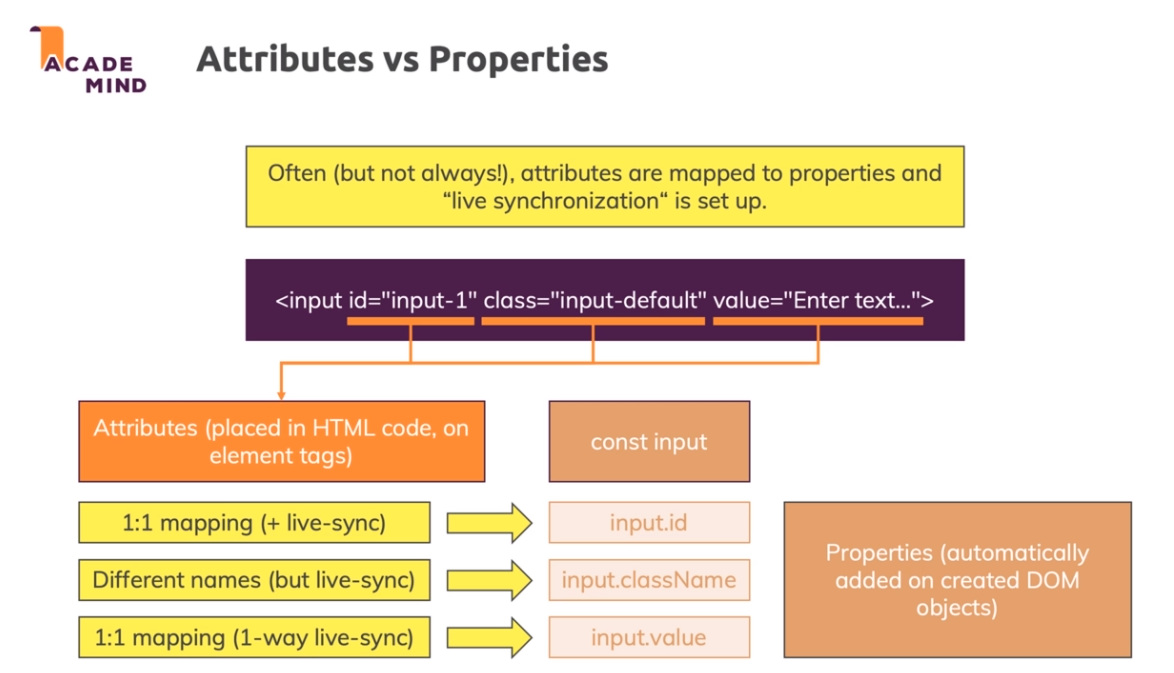 ACADE
MIND
Attributes vs Properties
Often (but not always!), attributes are mapped to properties and
“live synchronization“ is set up.
<input id="input-1" class="input-default" value="Enter text...">
Attributes (placed in HTML code, on
element tags)
const input
1:1 mapping (+ live-sync)
input.id
Different names (but live-sync)
input.className
1:1 mapping (1-way live-sync)
input.value
Properties (automatically
added on created DOM
objects)